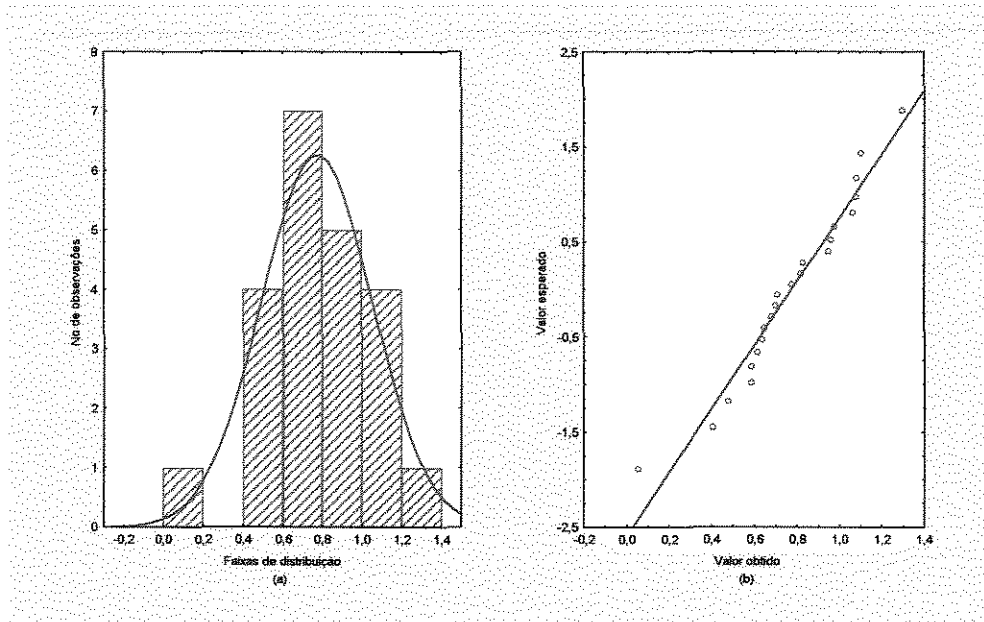 8
7
6
5
4
3
2
1
0
-0,2 0,0 0,2 0,4 0,6 0,8 1,0 1,2 1,4
No de observações
Faixas de distribuição
(a)
2,5
1,5
0,5
-0,5
-1,5
-2,5
-0,2 0,0 0,2 0,4 0,6 0,8 1,0 1,2 1,4
Valor esperado
Valor obtido
(b)